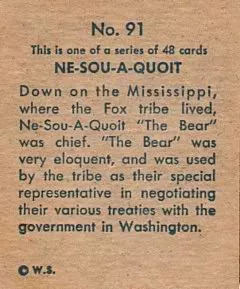 No. 91
This is one of a series of 48 cards
NE-SOU-A-QUOIT
Down on the Mississippi,
where the Fox tribe lived,
Ne-Sou-A-Quoit "The Bear"
was chief. "The Bear" was
very eloquent, and was used
by the tribe as their special
representative in negotiating
their various treaties with the
government in Washington.
© W.S.